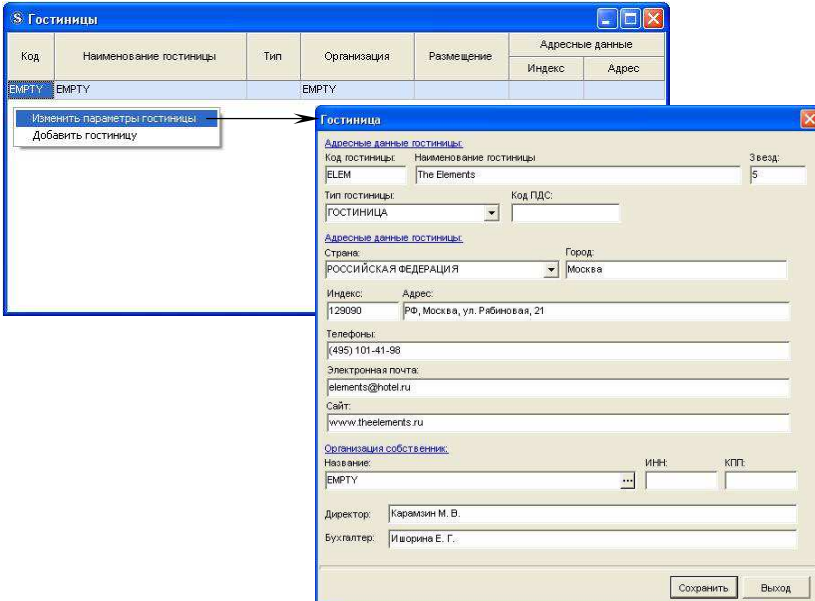 Гостиницы
Код Наименование гостиницы Тип Организация Размещение Адресные данные
Индекс Адрес
EMPTY EMPTY EMPTY
Изменить параметры гостиницы
Добавить гостиницу
Гостиница
Адресные данные гостиницы:
Код гостиницы: Наименование гостиницы Звезд:
ELEM The Elements 5
Тип гостиницы: Код ПДС:
ГОСТИНИЦА
Адресные данные гостиницы:
Страна: Город:
РОССИЙСКАЯ ФЕДЕРАЦИЯ Москва
Индекс: Адрес:
129090 РФ, Москва, ул. Рябиновая, 21
Телефоны:
(495) 101-41-98
Электронная почта:
elements@hotel.ru
Сайт:
www.theelements.ru
Организация собственник:
Название: ИНН: КПП:
EMPTY ...
Директор: Карамзин М. В.
Бухгалтер: Ишорина Е. Г.
Сохранить Выход